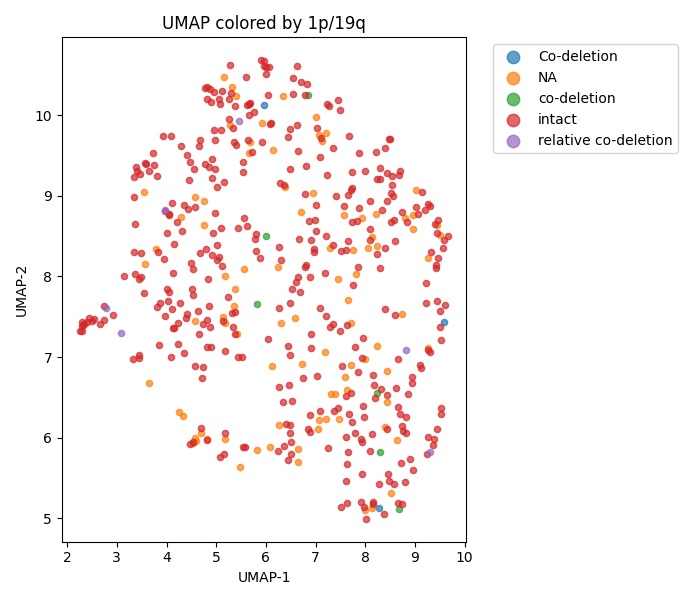 UMAP colored by 1p/19q
Co-deletion
NA
co-deletion
intact
relative co-deletion
UMAP-2
10
9
8
7
6
5
2 3 4 5 6 7 8 9 10
UMAP-1